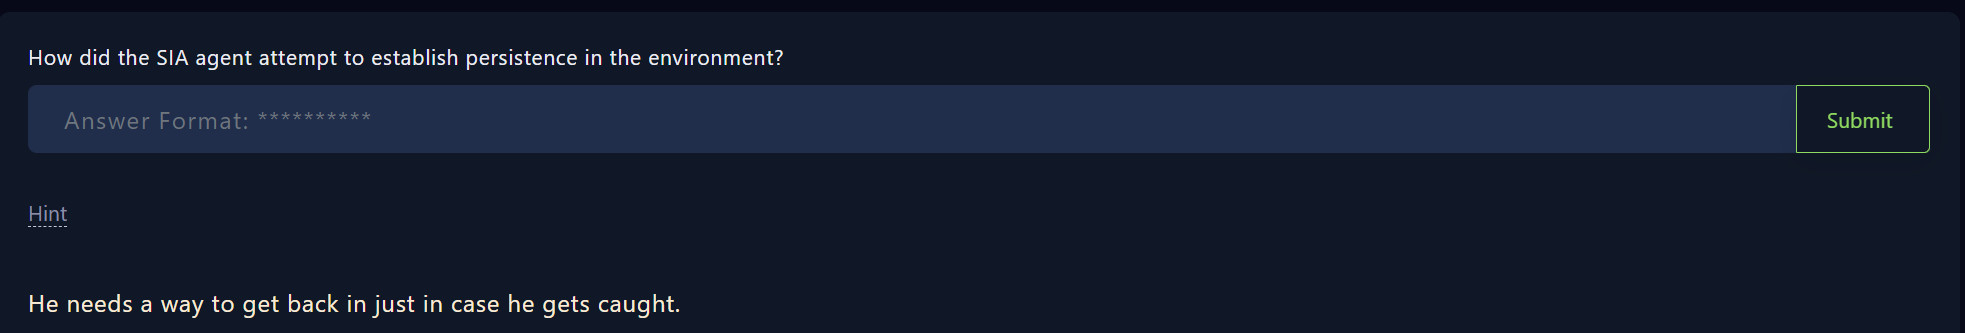 How did the SIA agent attempt to establish persistence in the environment?
Answer Format: **********
Submit
Hint
He needs a way to get back in just in case he gets caught.